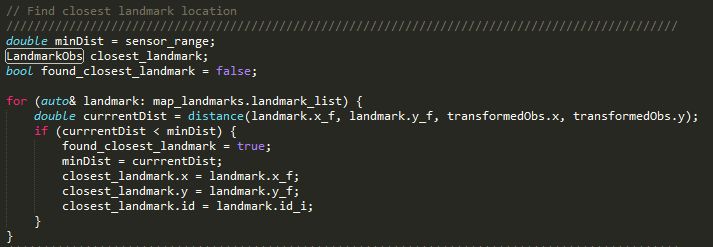 // Find closest landmark location
////////////////////////////////////////////////////////////////////////////////////////////////
double minDist = sensor_range;
LandmarkObs closest_landmark;
bool found_closest_landmark = false;
for (auto& landmark: map_landmarks.landmark_list) {
double currrentDist = distance(landmark.x_f, landmark.y_f, transformedObs.x, transformedObs.y);
if (currrentDist < minDist) {
found_closest_landmark = true;
minDist = currrentDist;
closest_landmark.x = landmark.x_f;
closest_landmark.y = landmark.y_f;
closest_landmark.id = landmark.id_i;
}
}